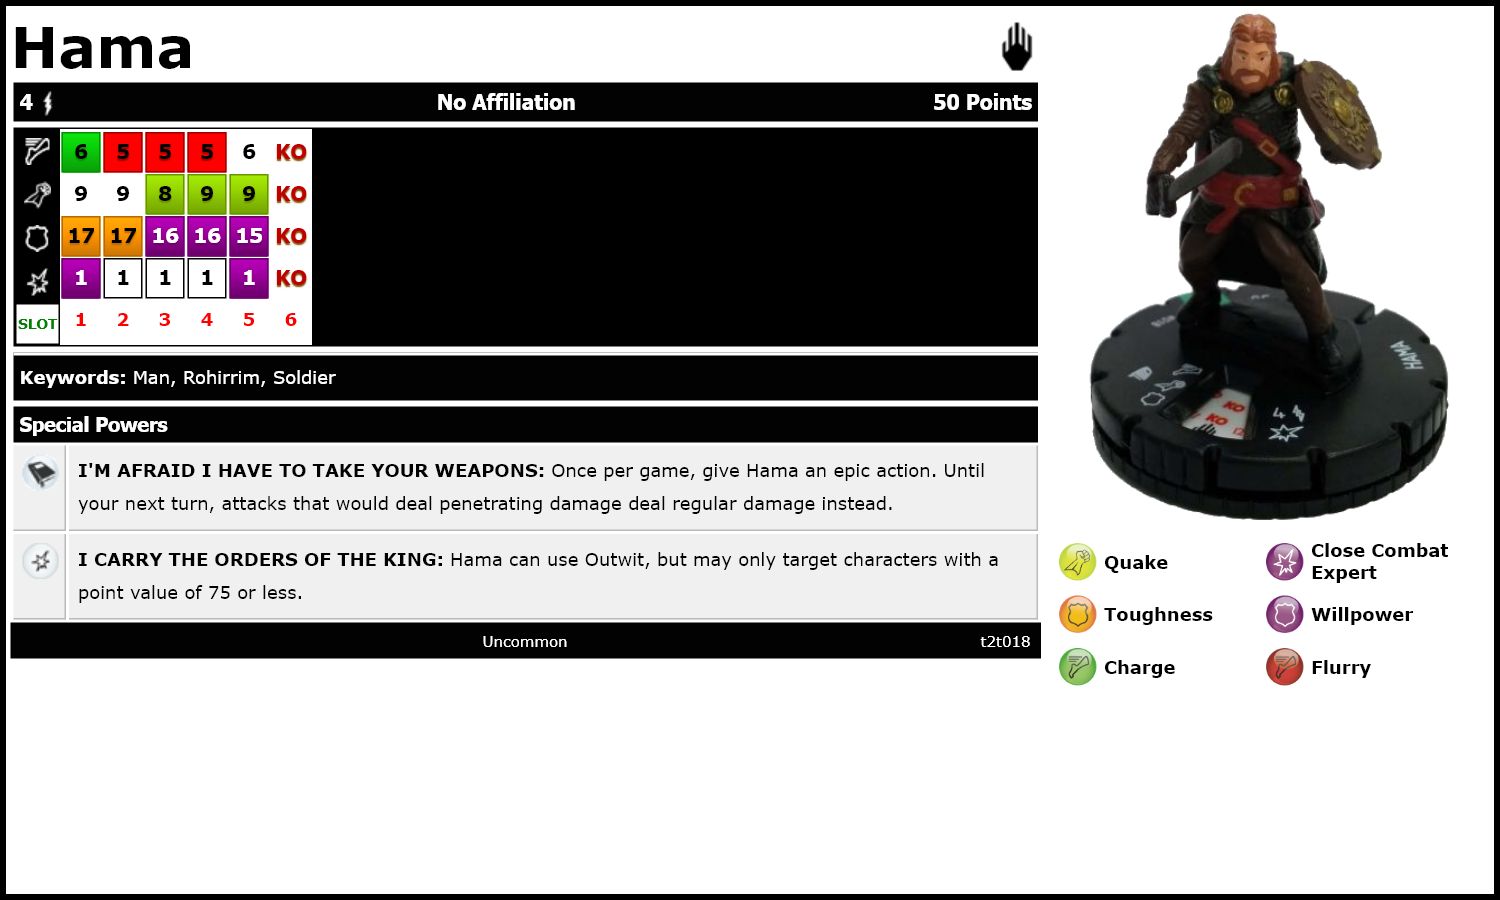 Hama
4 No Affiliation 50 Points
6 5 5 5 6 KO
9 9 8 9 9 KO
17 17 16 16 15 KO
1 1 1 1 1 KO
SLOT 1 2 3 4 5 6
Keywords: Man, Rohirrim, Soldier
Special Powers
I'M AFRAID I HAVE TO TAKE YOUR WEAPONS: Once per game, give Hama an epic action. Until
your next turn, attacks that would deal penetrating damage deal regular damage instead.
I CARRY THE ORDERS OF THE KING: Hama can use Outwit, but may only target characters with a
point value of 75 or less.
Uncommon t2t018
HAMA
4
KO
KO
Quake
Close Combat
Expert
Toughness
Willpower
Charge
Flurry